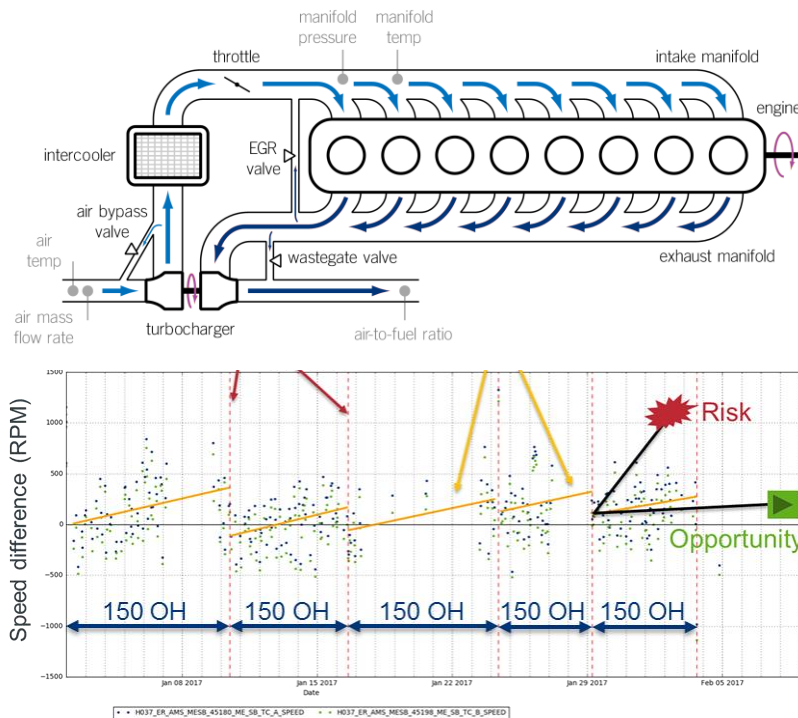 manifold
pressure
manifold
temp
throttle
intake manifold
engine
intercooler
EGR
valve
air bypass
valve
air
temp
wastegate valve
exhaust manifold
air mass
flow rate
turbocharger
air-to-fuel ratio
Speed difference (RPM)
1500
1000
500
0
−500
−1000
−1500
Risk
Opportunity
150 OH
150 OH
150 OH
150 OH
150 OH
Jan 08 2017
Jan 15 2017
Jan 22 2017
Jan 29 2017
Feb 05 2017
Date
H037_ER_AMS_MESB_45180_ME_SB_TC_A_SPEED
H037_ER_AMS_MESB_45198_ME_SB_TC_B_SPEED